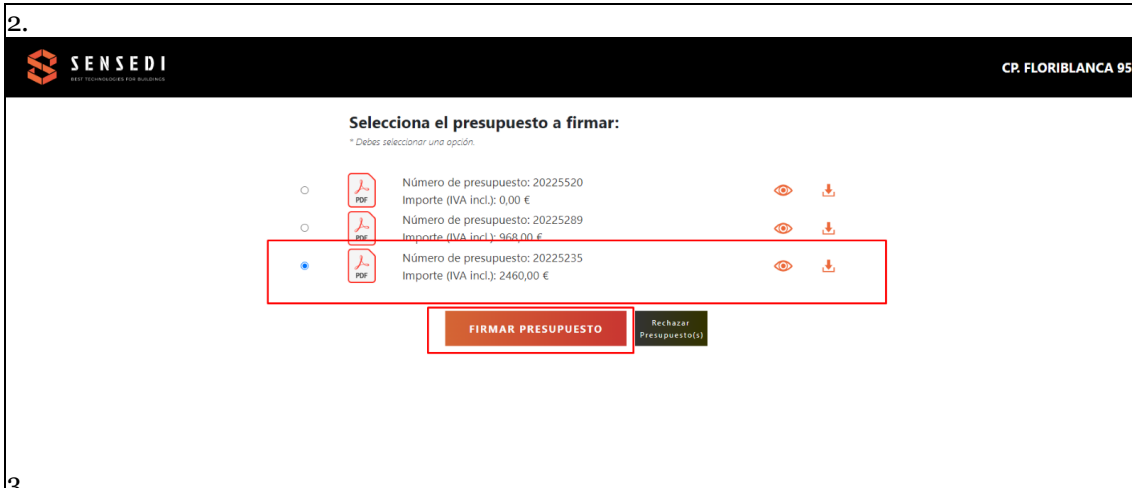 2.
SENSEDI
BEST TECHNOLOGIES FOR BUILDINGS
CP. FLORIBLANCA 95
Selecciona el presupuesto a firmar:
* Debes seleccionar una opción.
PDF
Número de presupuesto: 20225520
Importe (IVA incl.): 0,00 €
PDF
Número de presupuesto: 20225289
Importe (IVA incl.): 968,00 €
PDF
Número de presupuesto: 20225235
Importe (IVA incl.): 2460,00 €
FIRMAR PRESUPUESTO
Rechazar
Presupuesto(s)
3